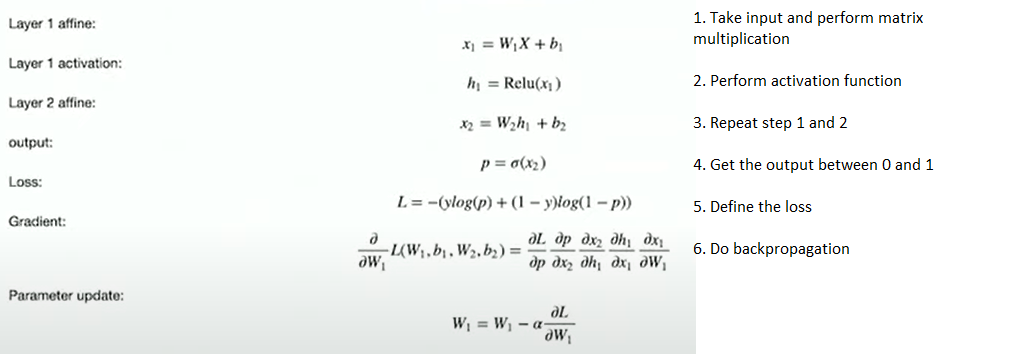 Layer 1 affine:
x₁ = W₁X + b₁
Layer 1 activation:
h₁ = Relu(x₁)
Layer 2 affine:
x₂ = W₂h₁ + b₂
output:
p = σ(x₂)
Loss:
L = −(ylog(p) + (1 − y)log(1 − p))
Gradient:
∂/∂W₁ L(W₁, b₁, W₂, b₂) = ∂L/∂p ∂p/∂x₂ ∂x₂/∂h₁ ∂h₁/∂x₁ ∂x₁/∂W₁
Parameter update:
W₁ = W₁ − α ∂L/∂W₁
1. Take input and perform matrix
multiplication
2. Perform activation function
3. Repeat step 1 and 2
4. Get the output between 0 and 1
5. Define the loss
6. Do backpropagation